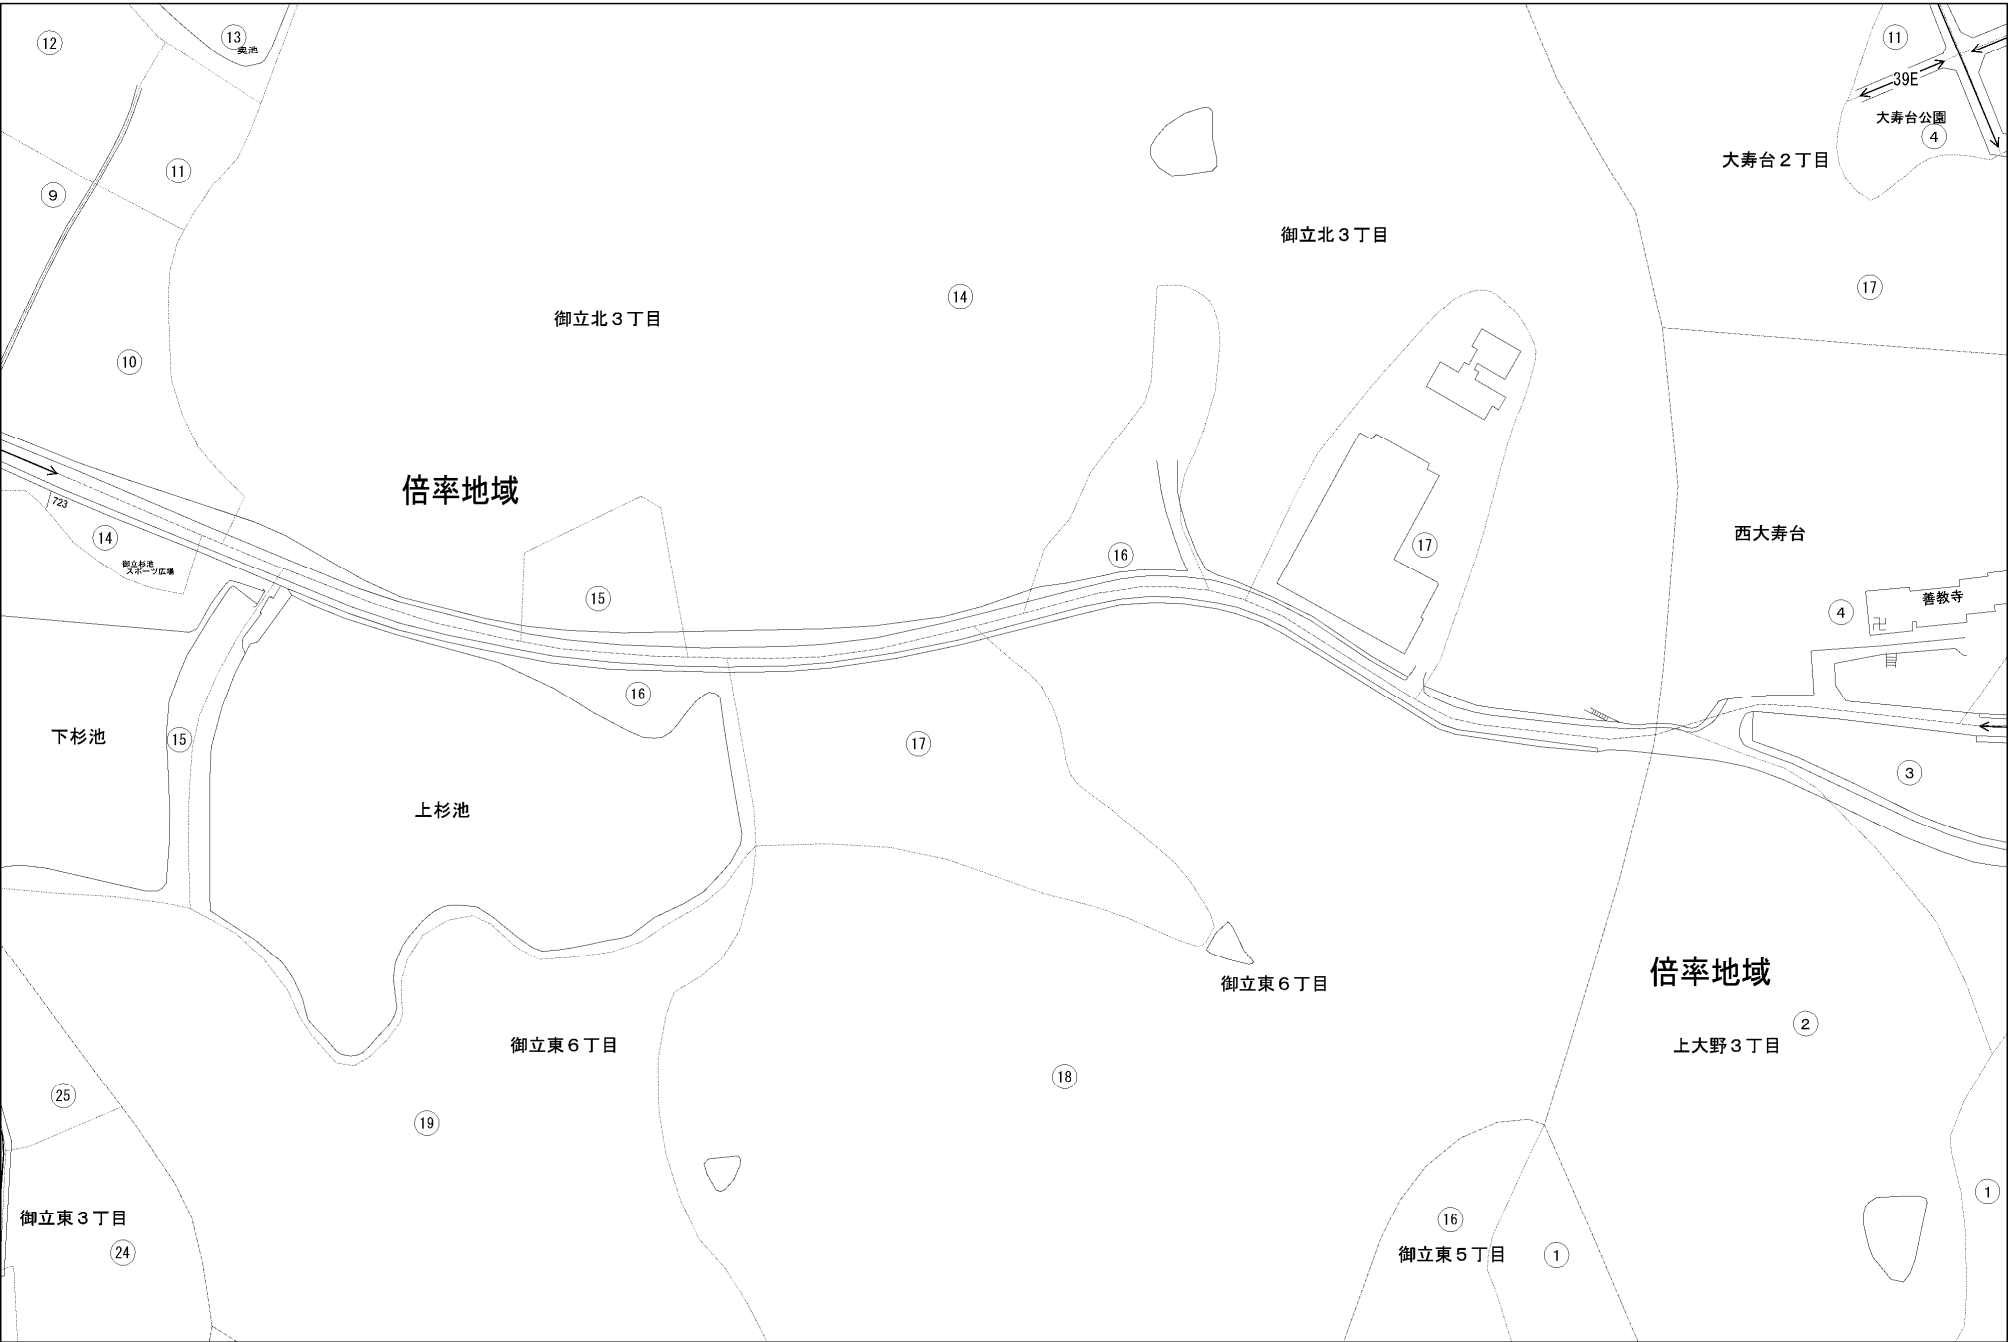 12
13
奥池
11
39E
大寿台公園
4
大寿台２丁目
11
9
御立北３丁目
17
14
御立北３丁目
10
倍率地域
723
14
御立杉池
スポーツ広場
15
16
17
西大寿台
善教寺
4
卍
16
下杉池
15
17
3
上杉池
倍率地域
御立東６丁目
2
御立東６丁目
上大野３丁目
18
25
19
1
御立東３丁目
16
24
御立東５丁目
1